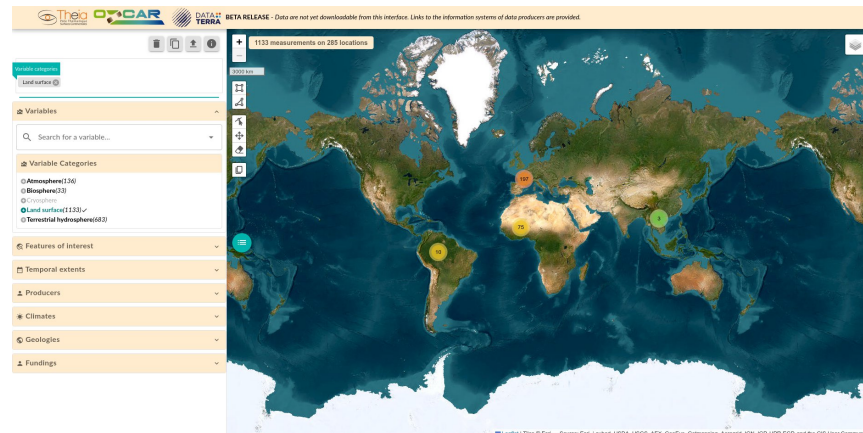 Theia OZCAR DATA TERRA BETA RELEASE - Data are not yet downloadable from this interface. Links to the information systems of data producers are provided.
1133 measurements on 285 locations
+
−
3000 km
Variable categories
Land surface
Variables
Search for a variable...
Variable Categories
Atmosphere(136)
Biosphere(33)
Cryosphere
Land surface(1133)
Terrestrial hydrosphere(683)
Features of interest
Temporal extents
Producers
Climates
Geologies
Fundings
197
75
3
10